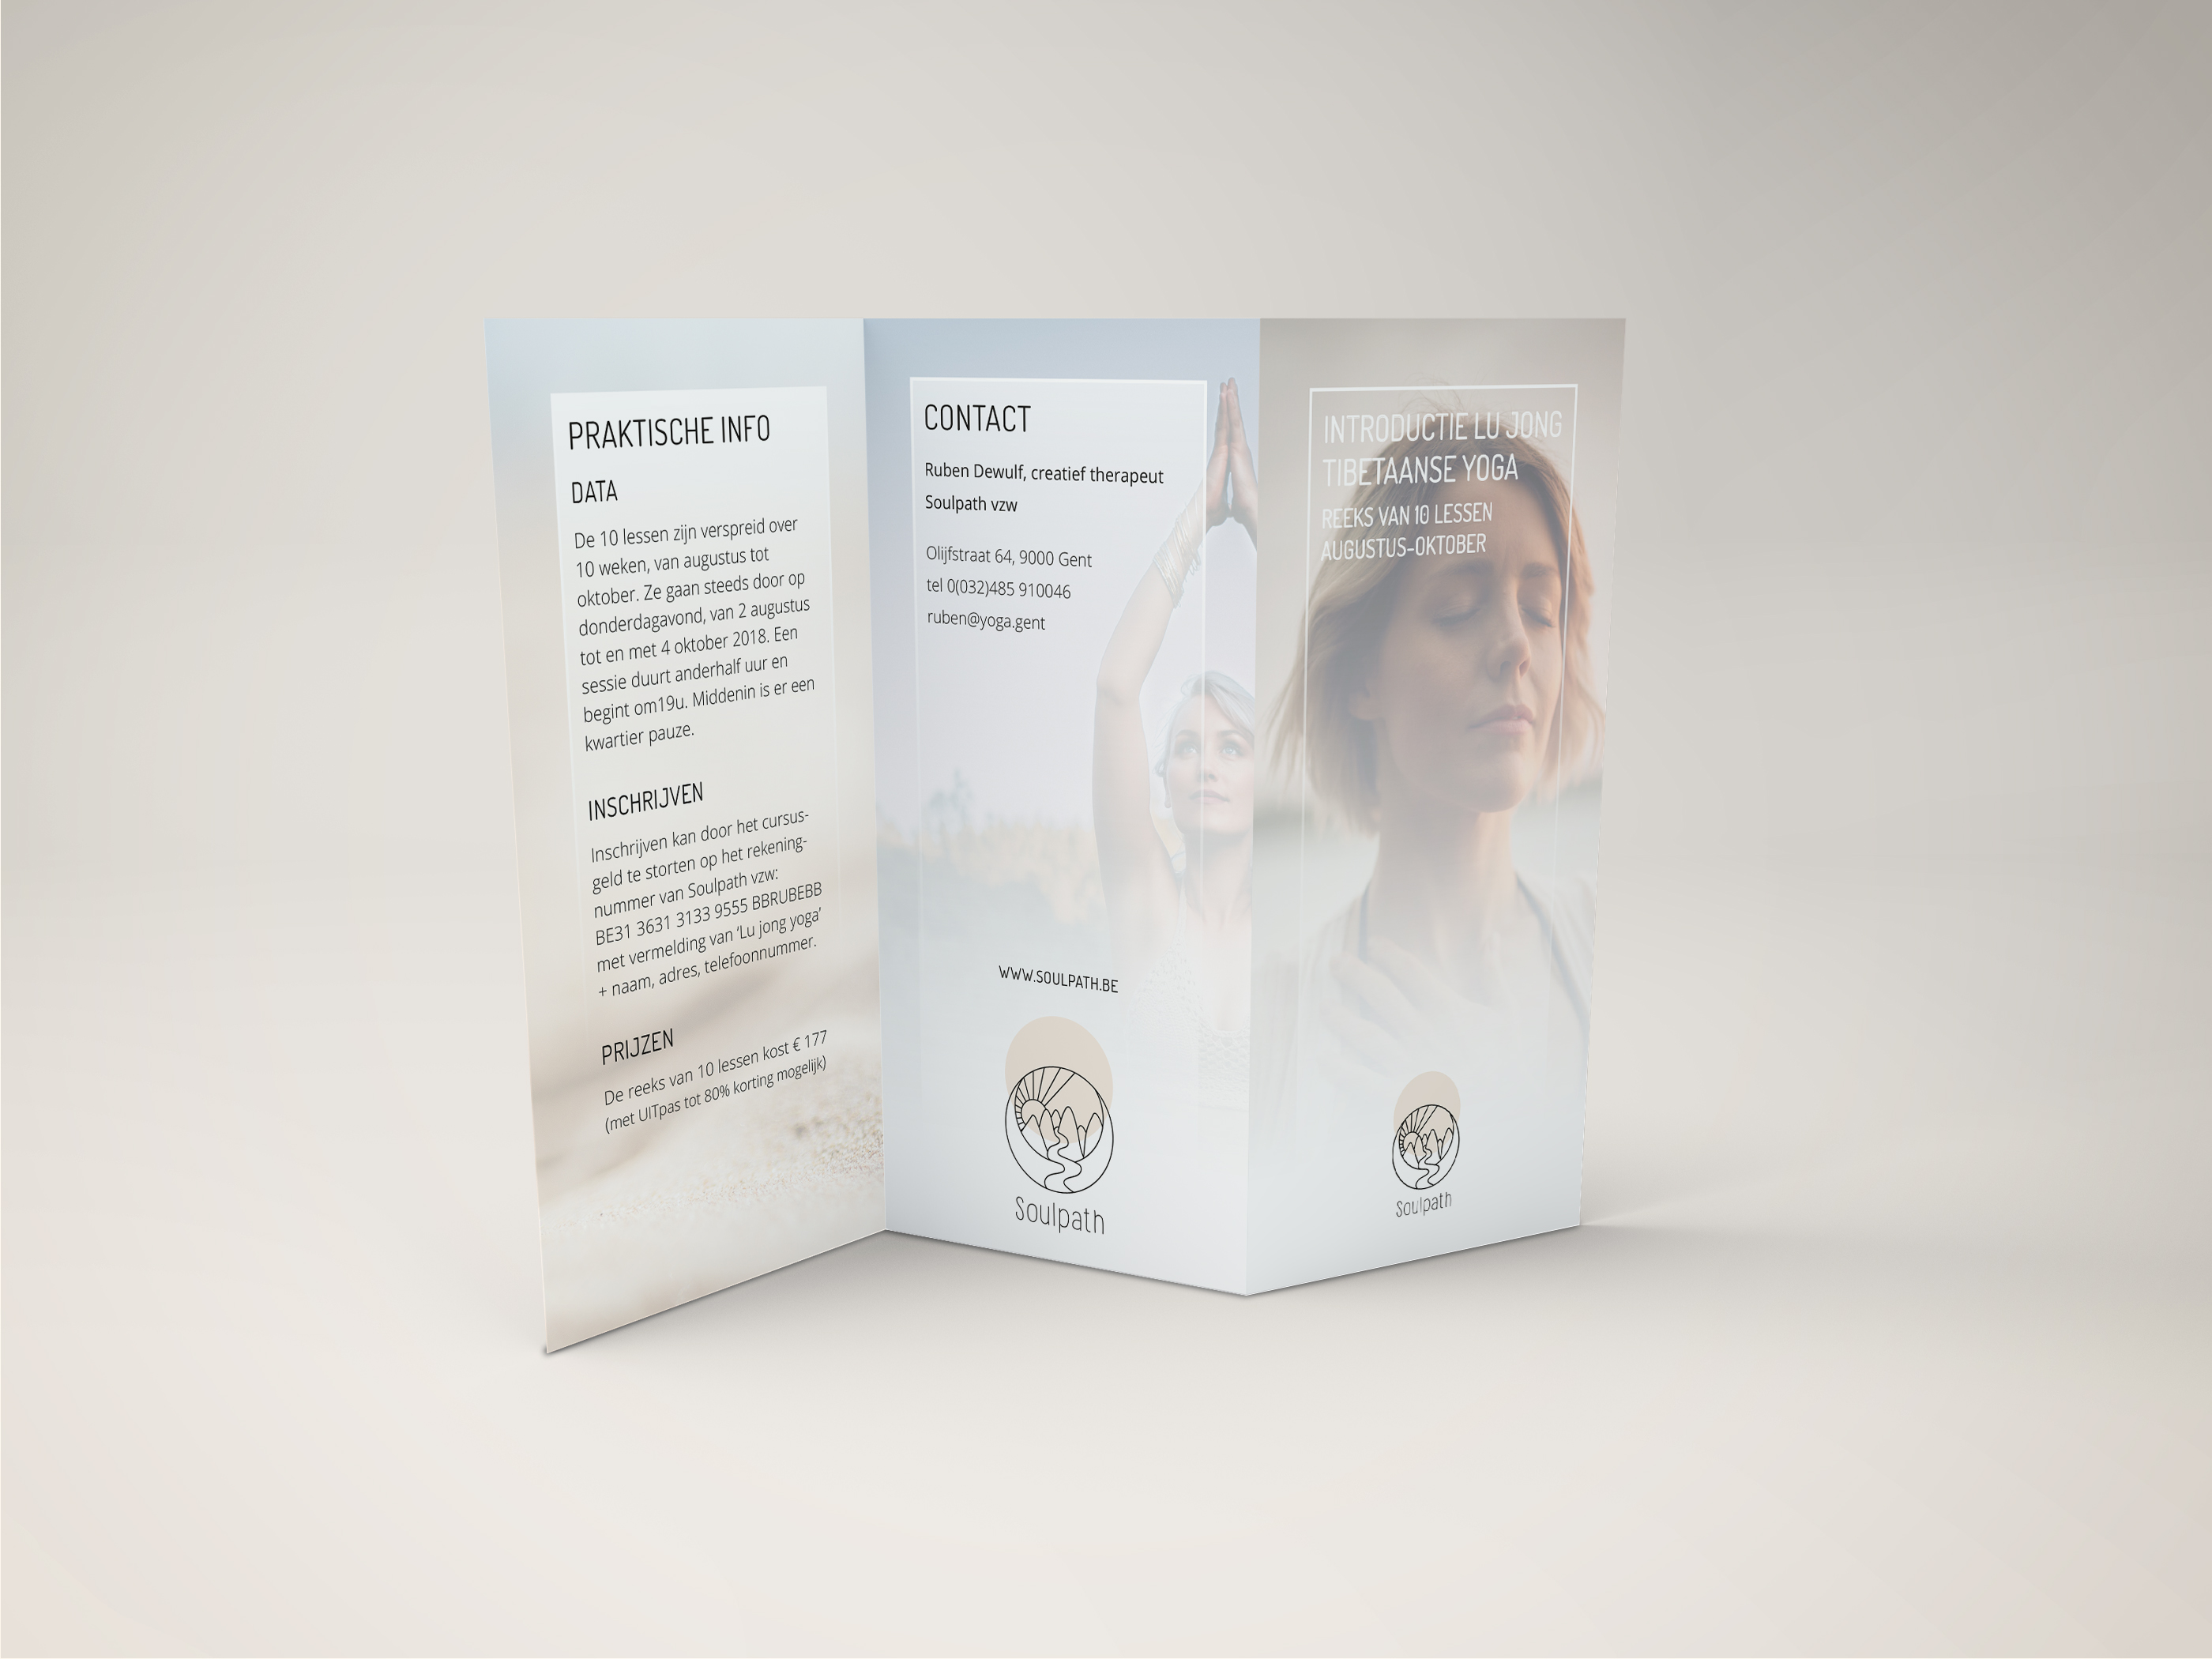 PRAKTISCHE INFO
DATA
De 10 lessen zijn verspreid over
10 weken, van augustus tot
oktober. Ze gaan steeds door op
donderdagavond, van 2 augustus
tot en met 4 oktober 2018. Een
sessie duurt anderhalf uur en
begint om19u. Middenin is er een
kwartier pauze.
INSCHRIJVEN
Inschrijven kan door het cursus-
geld te storten op het rekening-
nummer van Soulpath vzw:
BE31 3631 3133 9555 BBRUBEBB
met vermelding van ‘Lu jong yoga’
+ naam, adres, telefoonnummer.
PRIJZEN
De reeks van 10 lessen kost € 177
(met UITpas tot 80% korting mogelijk)
CONTACT
Ruben Dewulf, creatief therapeut
Soulpath vzw
Olijfstraat 64, 9000 Gent
tel 0(032)485 910046
ruben@yoga.gent
WWW.SOULPATH.BE
Soulpath
INTRODUCTIE LU JONG
TIBETAANSE YOGA
REEKS VAN 10 LESSEN
AUGUSTUS-OKTOBER
Soulpath